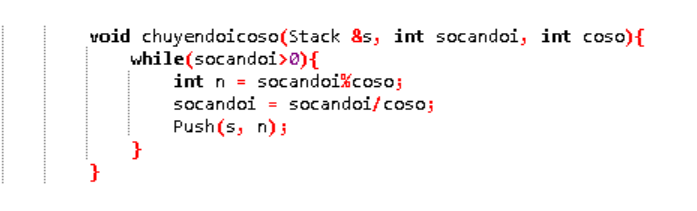 void chuyendoicoso(Stack &s, int socandoi, int coso){
while(socandoi>0){
int n = socandoi%coso;
socandoi = socandoi/coso;
Push(s, n);
}
}